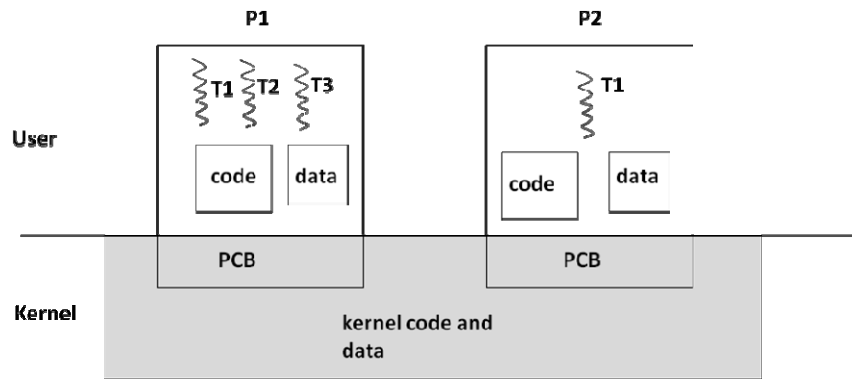 P1
P2
T1 T2 T3
T1
User
code
data
code
data
PCB
PCB
Kernel
kernel code and
data